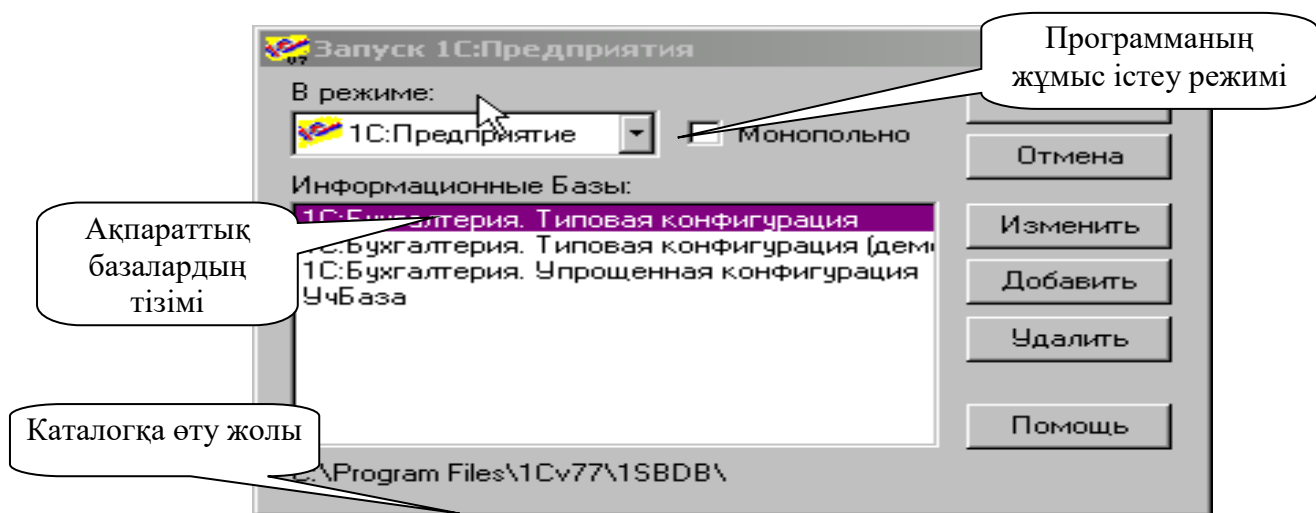 Запуск 1С:Предприятия
Программаның
жұмыс істеу режимі
В режиме:
1С:Предприятие
Монопольно
Отмена
Информационные Базы:
Ақпараттық
базалардың
тізімі
1С:Бухгалтерия. Типовая конфигурация
1С:Бухгалтерия. Типовая конфигурация (демо
1С:Бухгалтерия. Упрощенная конфигурация
УчБаза
Изменить
Добавить
Удалить
Помощь
Каталогқа өту жолы
C:\Program Files\1Cv77\1SBDB\